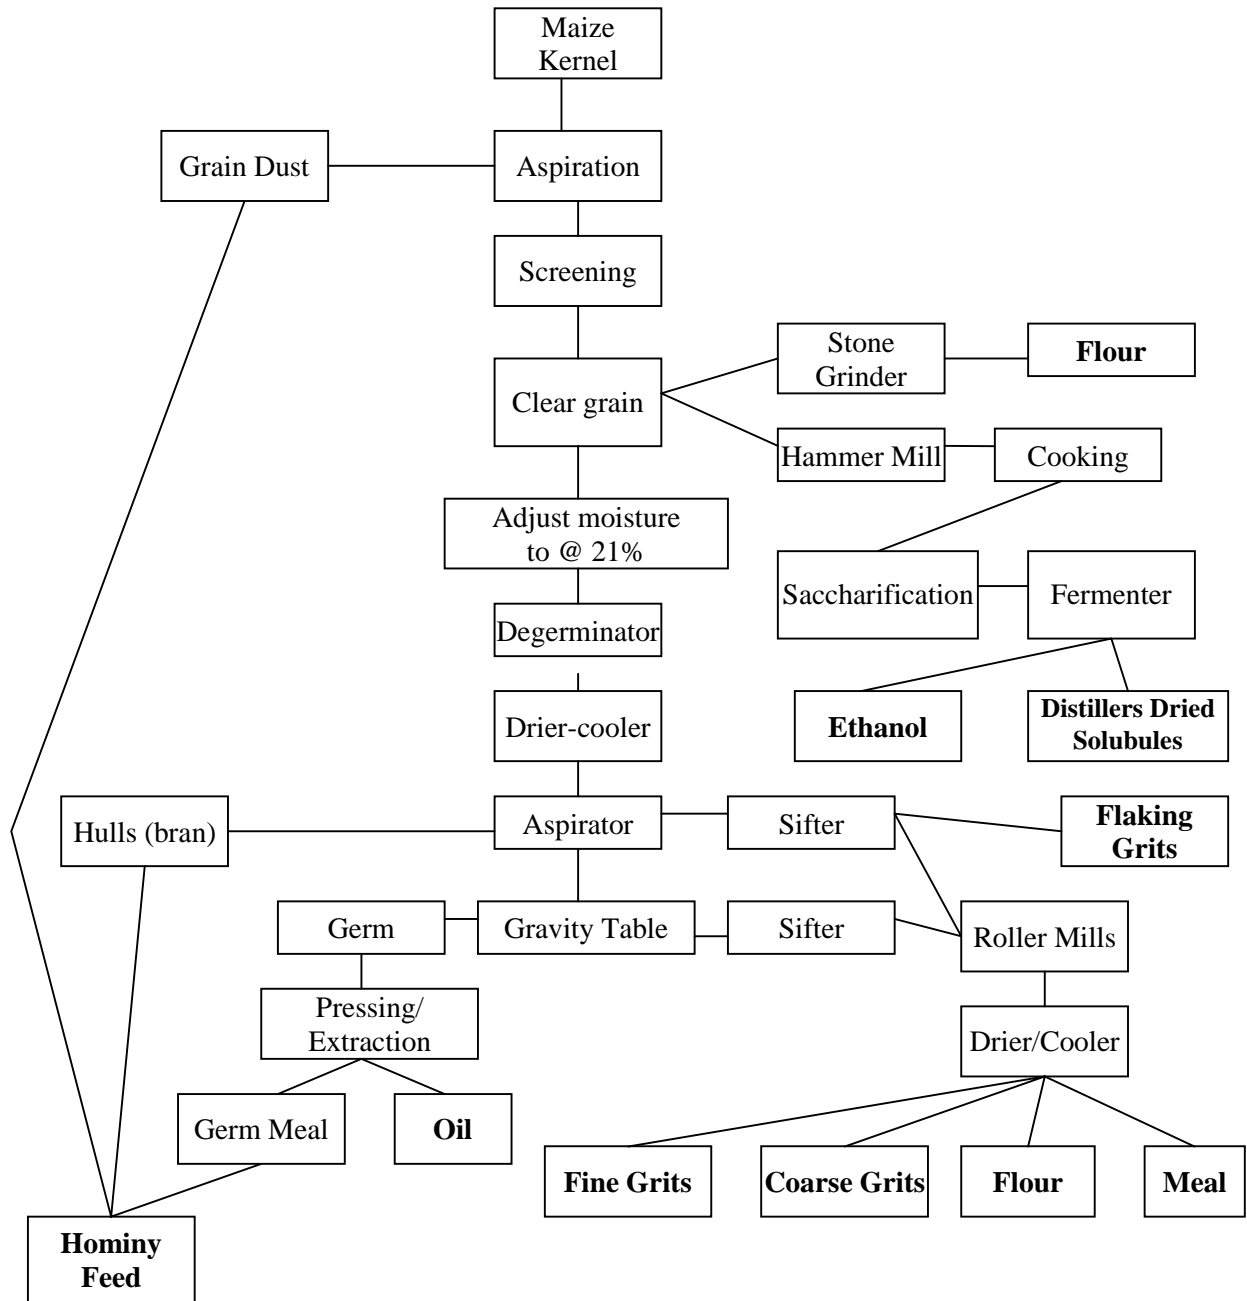 Maize
Kernel
Grain Dust
Aspiration
Screening
Stone
Grinder
Flour
Clear grain
Hammer Mill
Cooking
Adjust moisture
to @ 21%
Saccharification
Fermenter
Degerminator
Ethanol
Distillers Dried
Solubules
Drier-cooler
Hulls (bran)
Aspirator
Sifter
Flaking
Grits
Germ
Gravity Table
Sifter
Roller Mills
Pressing/
Extraction
Drier/Cooler
Germ Meal
Oil
Fine Grits
Coarse Grits
Flour
Meal
Hominy
Feed